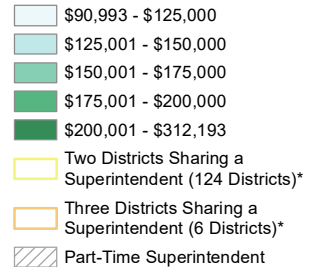 $90,993 - $125,000
$125,001 - $150,000
$150,001 - $175,000
$175,001 - $200,000
$200,001 - $312,193
Two Districts Sharing a
Superintendent (124 Districts)*
Three Districts Sharing a
Superintendent (6 Districts)*
Part-Time Superintendent